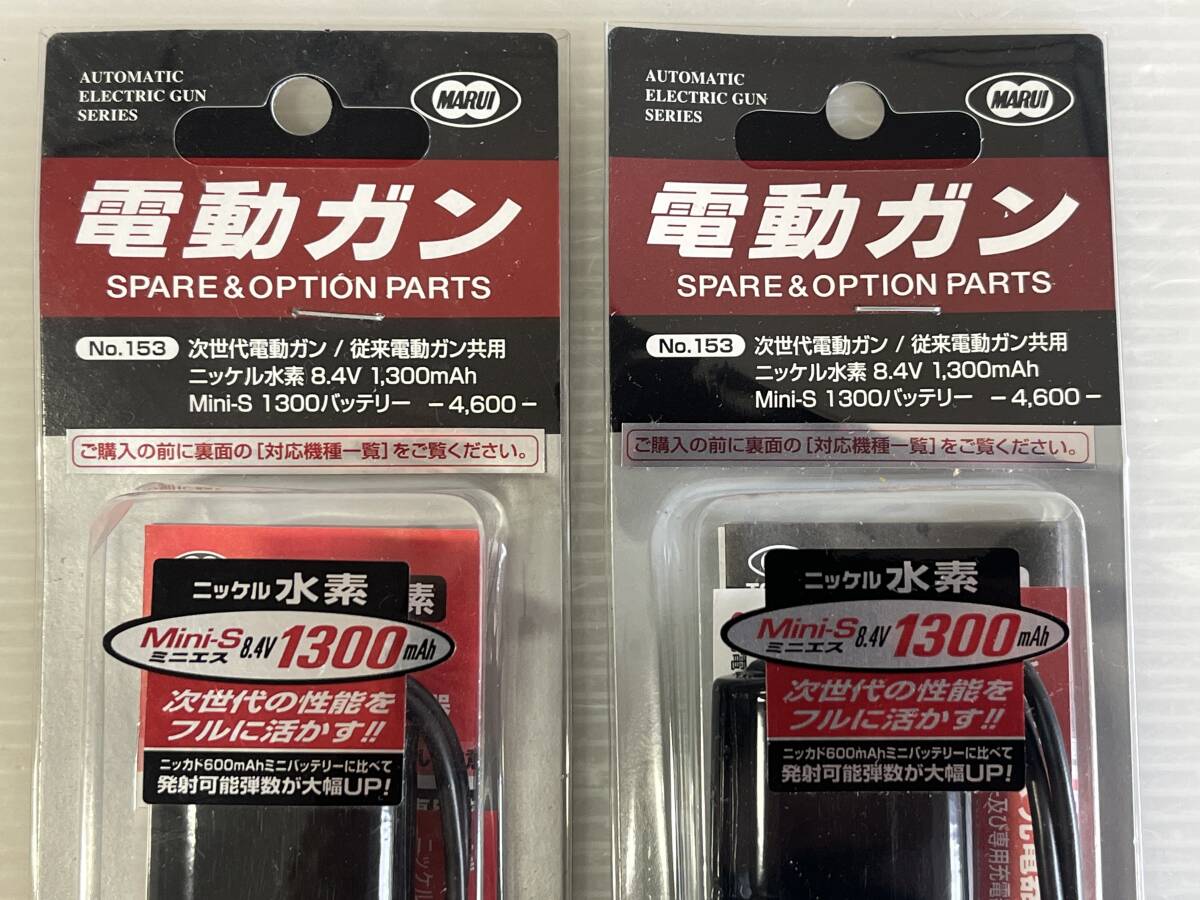 AUTOMATIC
ELECTRIC GUN
SERIES
MARUI
電動ガン
SPARE & OPTION PARTS
No.153 次世代電動ガン / 従来電動ガン共用
ニッケル水素 8.4V 1,300mAh
Mini-S 1300バッテリー －4,600－
ご購入の前に裏面の［対応機種一覧］をご覧ください。
素
ニッケル水素
Mini-S 8.4V 1300mAh
ミニエス
次世代の性能を
フルに活かす!!
ニッカド600mAhミニバッテリーに比べて
発射可能弾数が大幅UP!
ニッケル
AUTOMATIC
ELECTRIC GUN
SERIES
MARUI
電動ガン
SPARE & OPTION PARTS
No.153 次世代電動ガン / 従来電動ガン共用
ニッケル水素 8.4V 1,300mAh
Mini-S 1300バッテリー －4,600－
ご購入の前に裏面の［対応機種一覧］をご覧ください。
ニッケル水素
Mini-S 8.4V 1300mAh
ミニエス
次世代の性能を
フルに活かす!!
ニッカド600mAhミニバッテリーに比べて
発射可能弾数が大幅UP!
及び専用充電